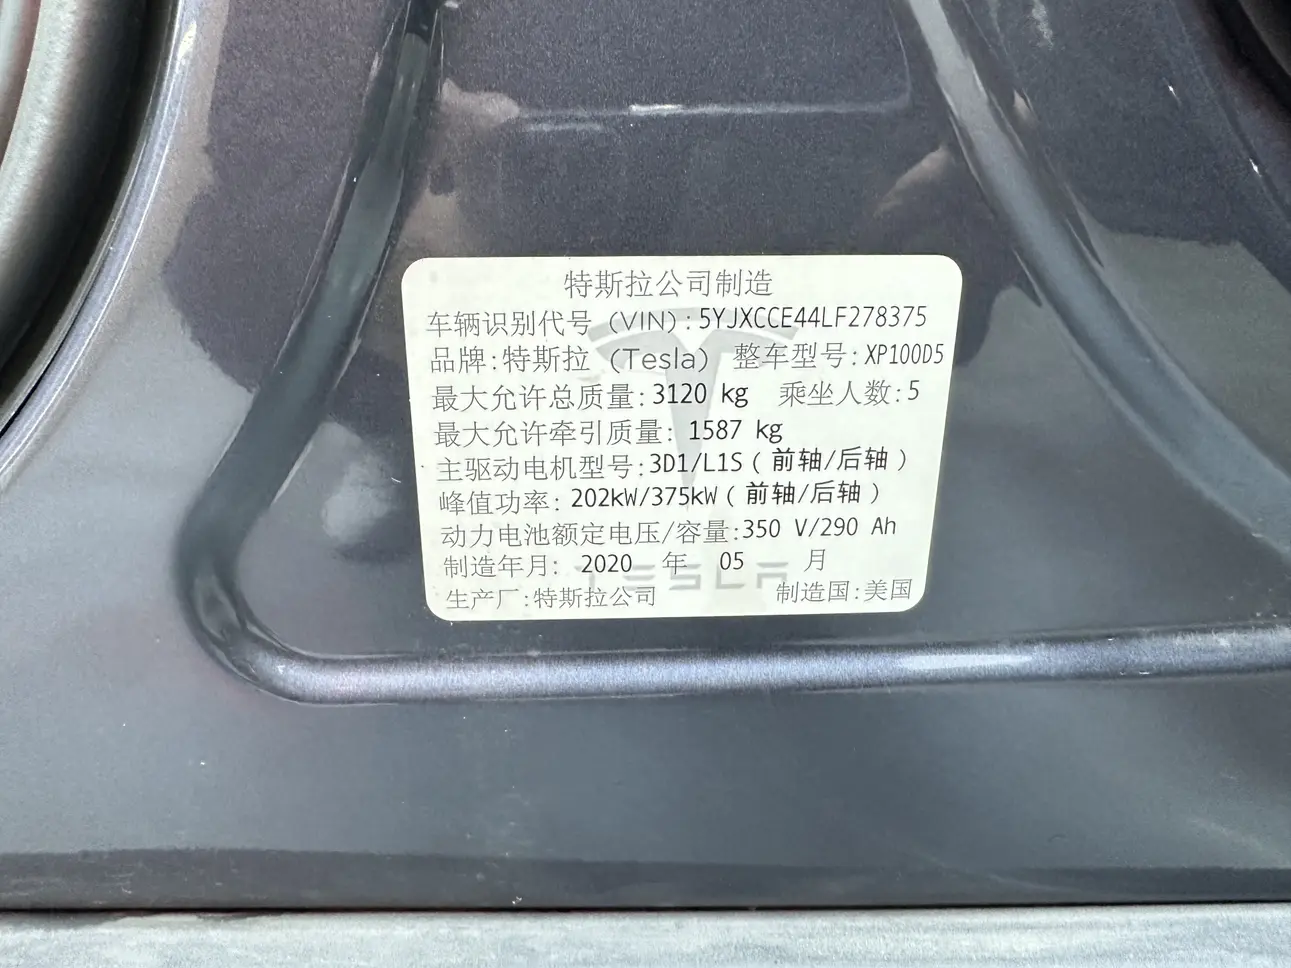 特斯拉公司制造
车辆识别代号 (VIN): 5YJXCCE44LF278375
品牌: 特斯拉 (Tesla) 整车型号: XP100D5
最大允许总质量: 3120 kg 乘坐人数: 5
最大允许牵引质量: 1587 kg
主驱动电机型号: 3D1/L1S (前轴/后轴)
峰值功率: 202kW/375kW (前轴/后轴)
动力电池额定电压/容量: 350 V/290 Ah
制造年月: 2020 年 05 月
TESLA
生产厂: 特斯拉公司 制造国: 美国